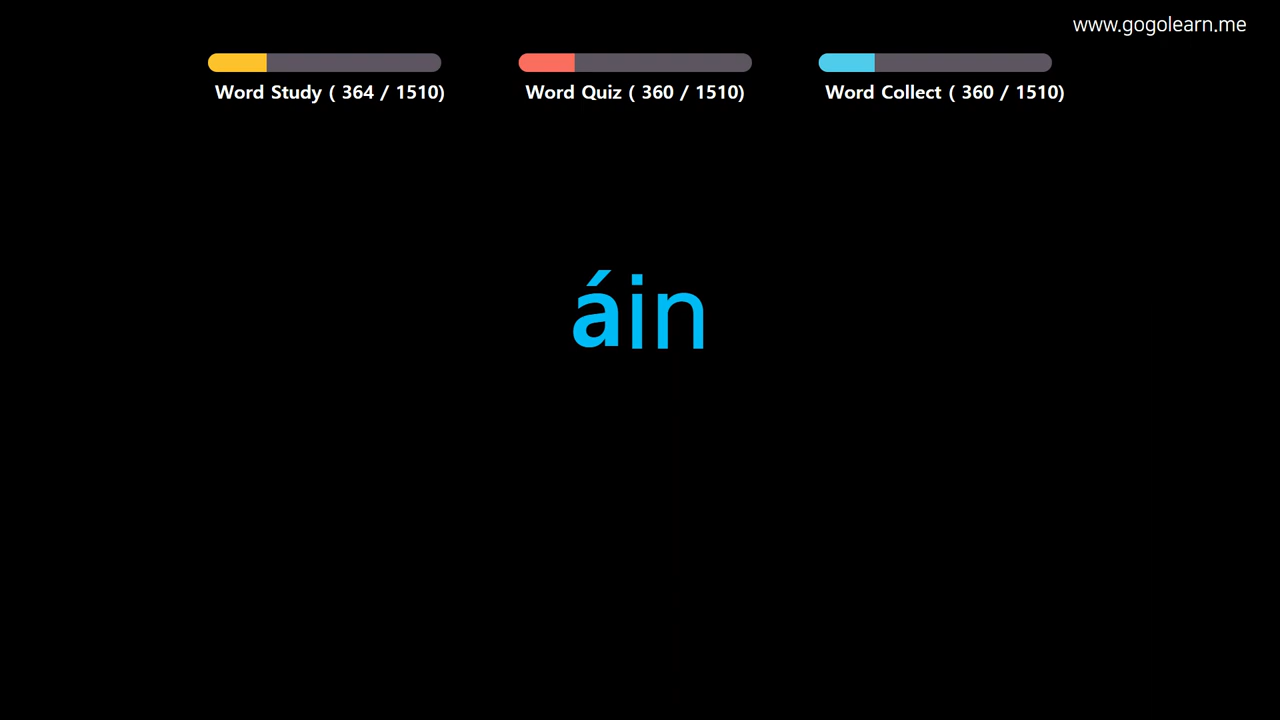 www.gogolearn.me
Word Study ( 364 / 1510)
Word Quiz ( 360 / 1510)
Word Collect ( 360 / 1510)
áin